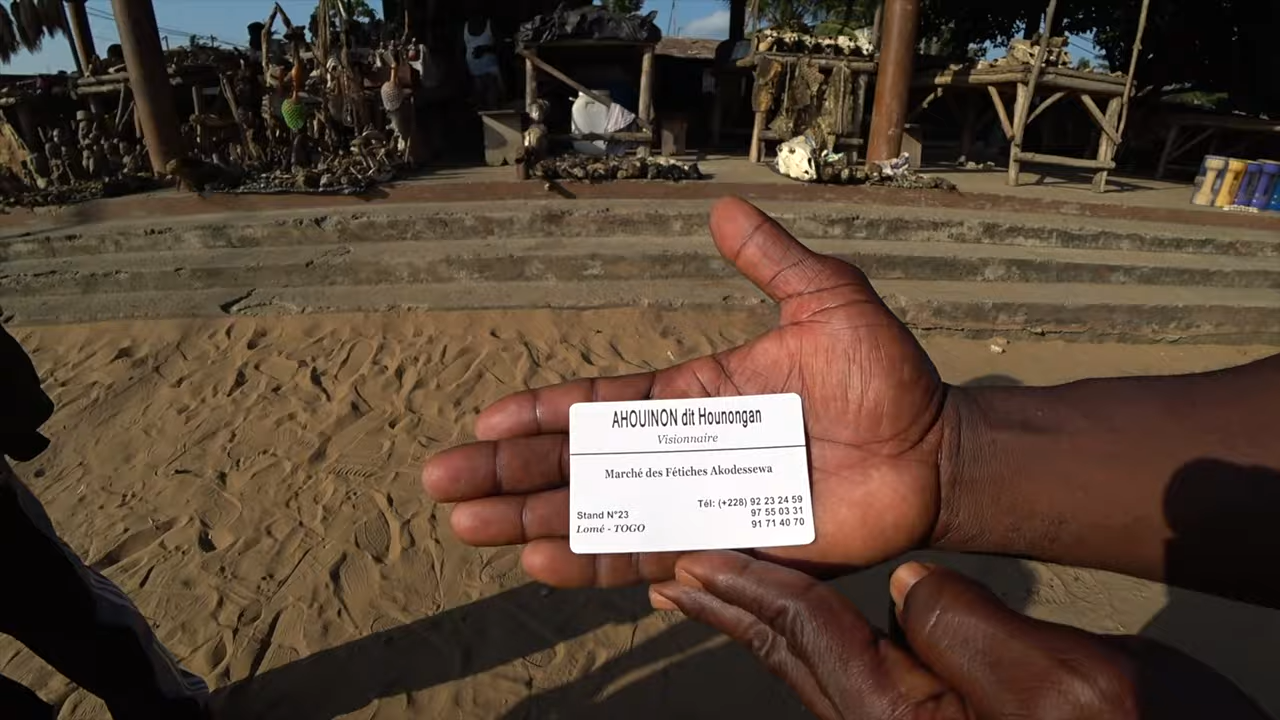 AHOUINON dit Hounongan
Visionnaire
Marché des Fétiches Akodessewa
Tél: (+228) 92 23 24 59
97 55 03 31
91 71 40 70
Stand N°23
Lomé - TOGO